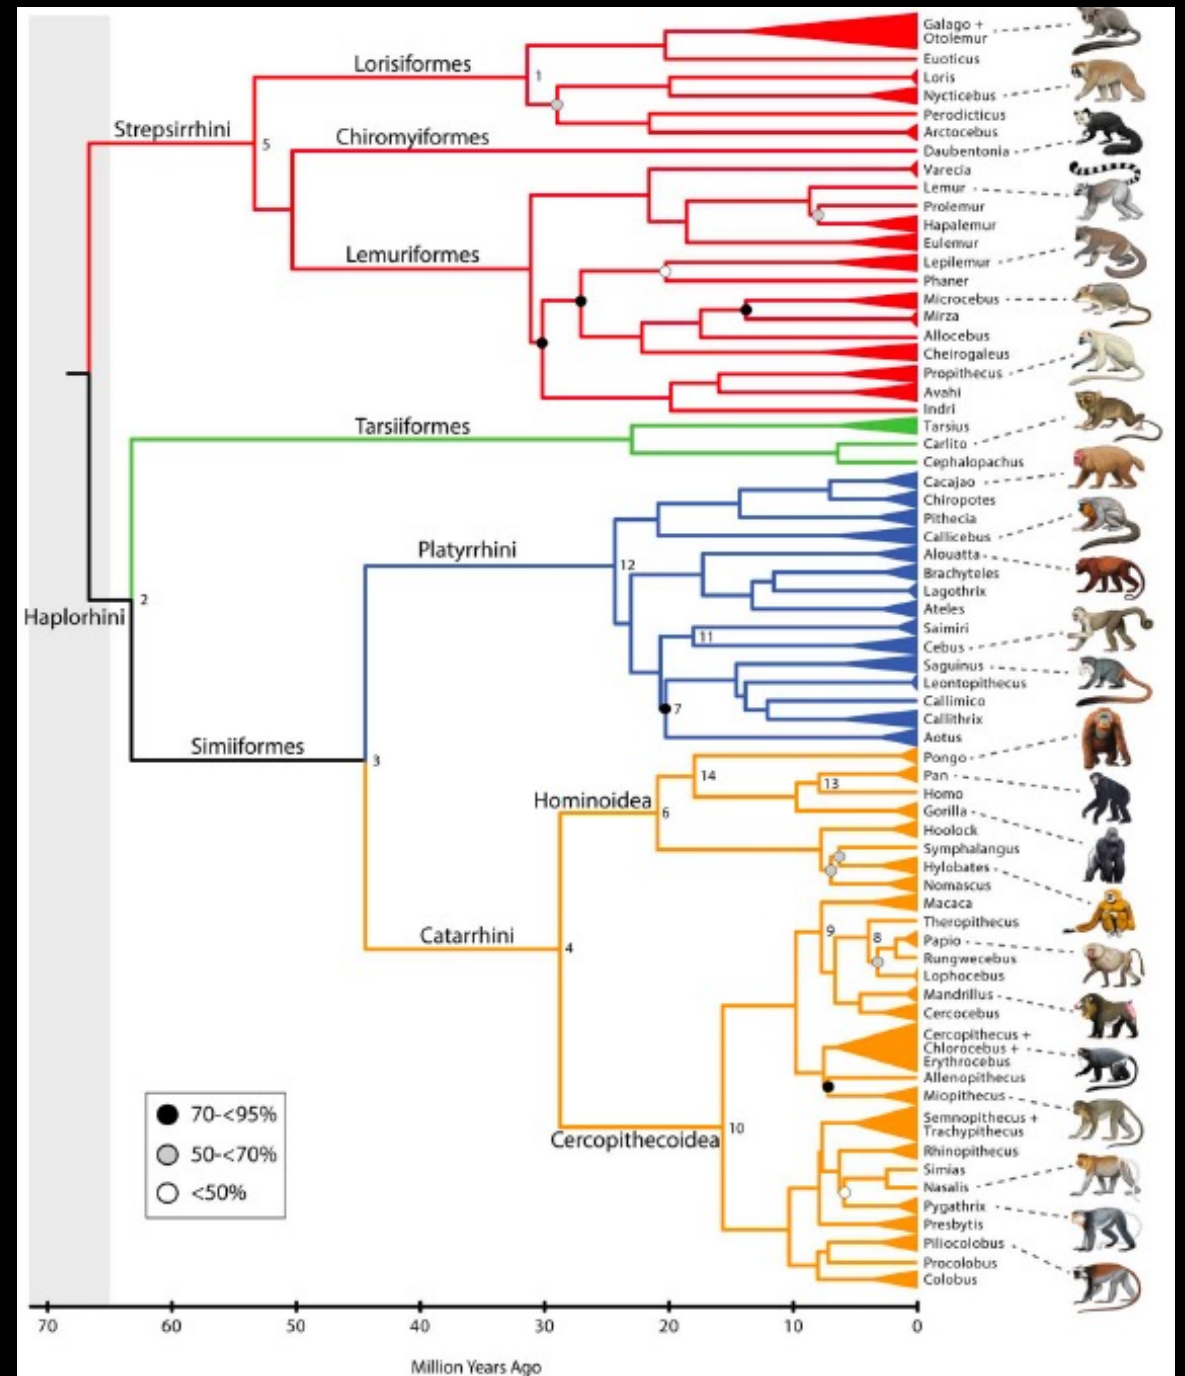 Galago +
Otolemur
Euoticus
Lorisiformes
1
Loris
Nycticebus
Perodicticus
Arctocebus
Strepsirrhini
5
Chiromyiformes
Daubentonia
Varecia
Lemur
Prolemur
Hapalemur
Eulemur
Lemuriformes
Lepilemur
Phaner
Microcebus
Mirza
Allocebus
Cheirogaleus
Propithecus
Avahi
Indri
Tarsiiformes
Tarsius
Carlito
Cephalopachus
Cacajao
Chiropotes
Pithecia
Callicebus
Platyrrhini
12
Alouatta
Brachyteles
Lagothrix
Ateles
Haplorhini
2
Saimiri
11
Cebus
Saguinus
Leontopithecus
Callimico
7
Callithrix
Aotus
Simiiformes
3
Pongo
14
Pan
13
Homo
Hominoidea
6
Gorilla
Hoolock
Symphalangus
Hylobates
Nomascus
Macaca
Theropithecus
Catarrhini
4
9
8
Papio
Rungwecebus
Lophocebus
Mandrillus
Cercocebus
Cercopithecus +
Chlorocebus +
Erythrocebus
Allenopithecus
Miopithecus
Semnopithecus +
Trachypithecus
Cercopithecoidea
10
Rhinopithecus
Simias
Nasalis
Pygathrix
Presbytis
Piliocolobus
Procolobus
Colobus
70-<95%
50-<70%
<50%
70 60 50 40 30 20 10 0
Million Years Ago